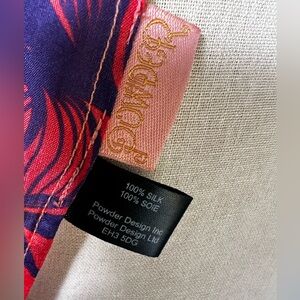 POWDER
100% SILK
100% SOIE
Powder Design Inc
Powder Design Ltd
EH3 5DG